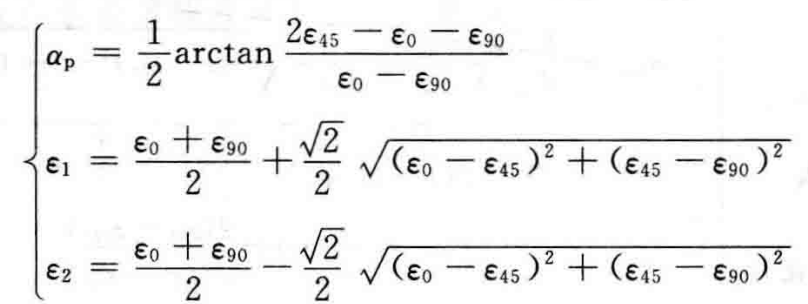 α_p = 1/2 arctan (2ε_45 − ε_0 − ε_90)/(ε_0 − ε_90)
ε_1 = (ε_0 + ε_90)/2 + √2/2 √((ε_0 − ε_45)^2 + (ε_45 − ε_90)^2)
ε_2 = (ε_0 + ε_90)/2 − √2/2 √((ε_0 − ε_45)^2 + (ε_45 − ε_90)^2)